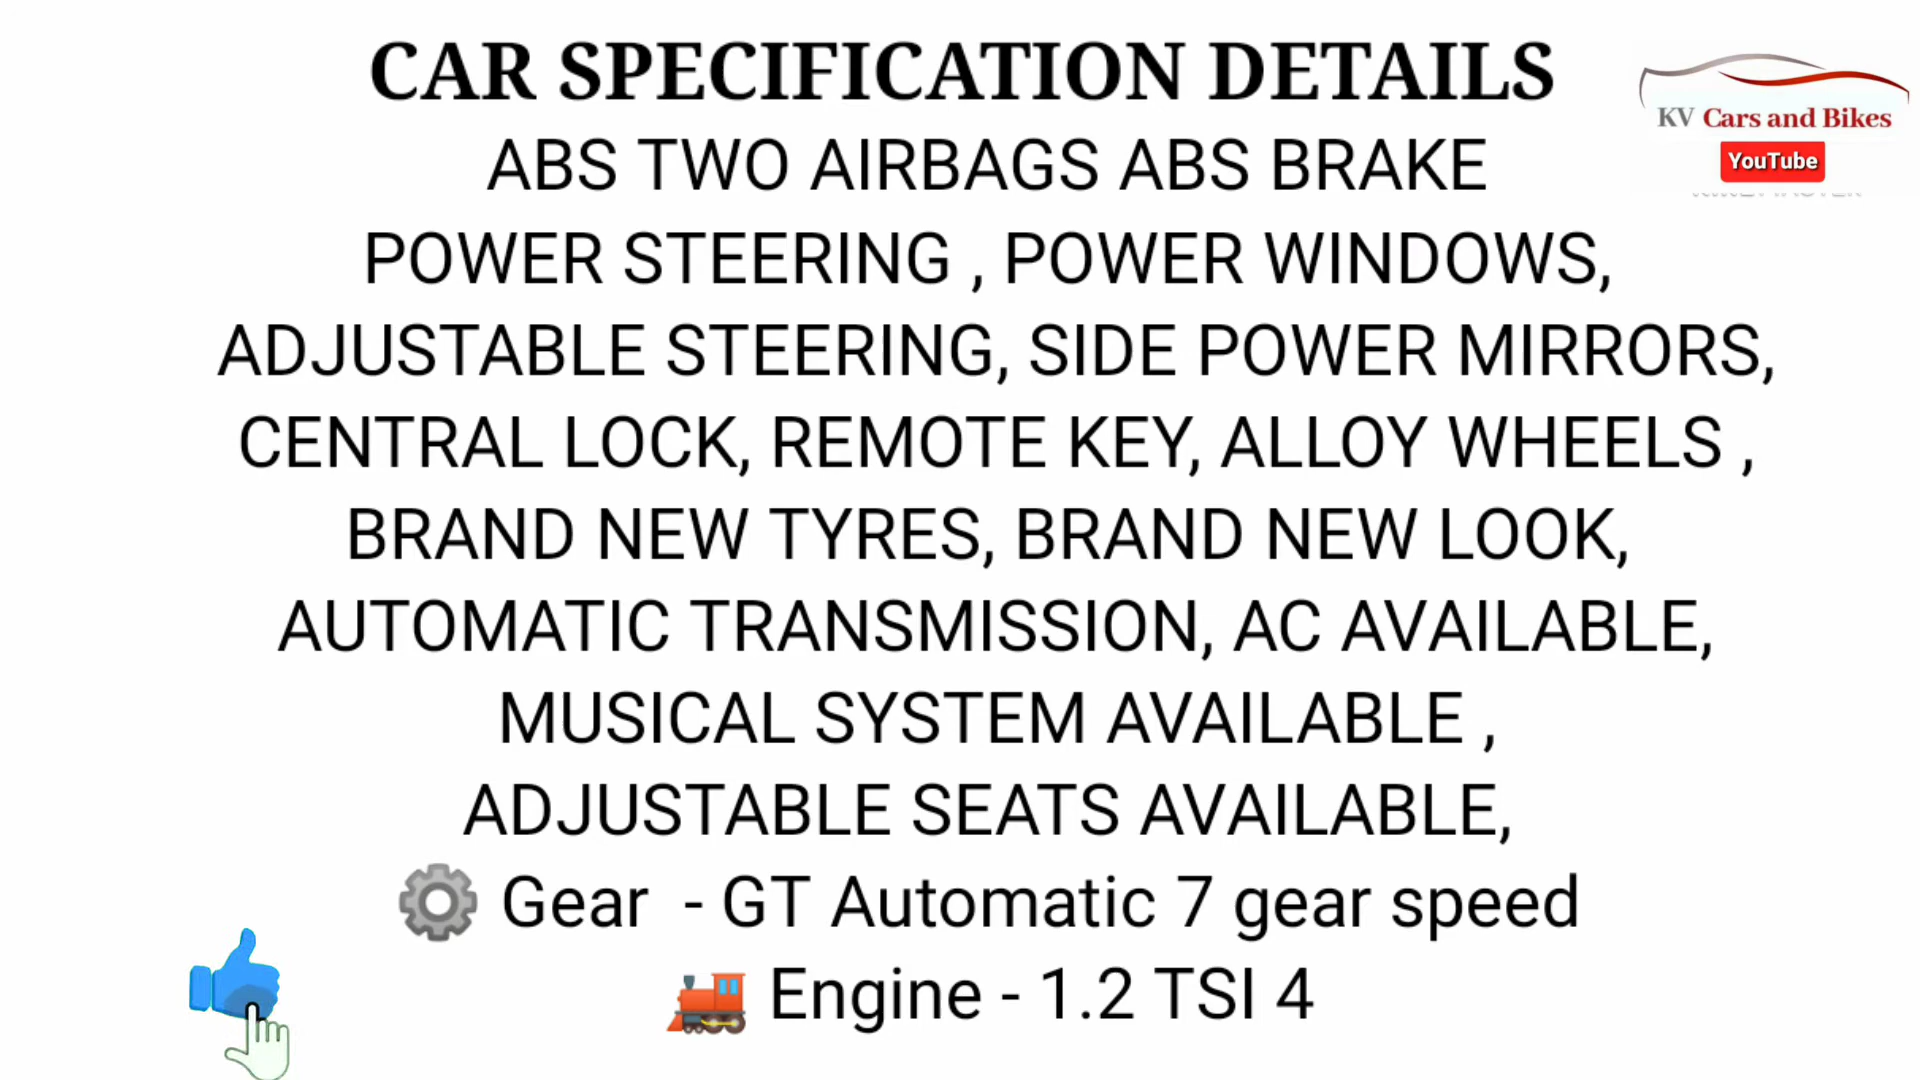 CAR SPECIFICATION DETAILS
KV Cars and Bikes
YouTube
ABS TWO AIRBAGS ABS BRAKE
POWER STEERING , POWER WINDOWS,
ADJUSTABLE STEERING, SIDE POWER MIRRORS,
CENTRAL LOCK, REMOTE KEY, ALLOY WHEELS ,
BRAND NEW TYRES, BRAND NEW LOOK,
AUTOMATIC TRANSMISSION, AC AVAILABLE,
MUSICAL SYSTEM AVAILABLE ,
ADJUSTABLE SEATS AVAILABLE,
Gear - GT Automatic 7 gear speed
Engine - 1.2 TSI 4